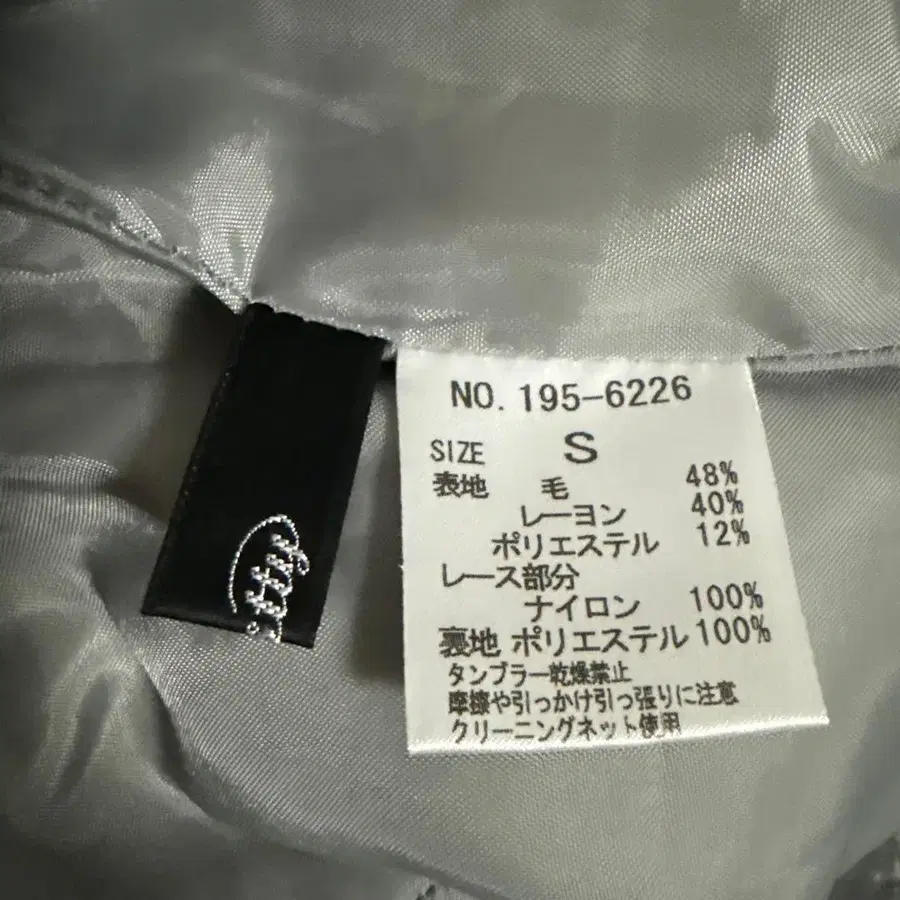 NO. 195-6226
SIZE S
表地 毛 48%
レーヨン 40%
ポリエステル 12%
レース部分
ナイロン 100%
裏地 ポリエステル 100%
タンブラー乾燥禁止
摩擦や引っかけ引っ張りに注意
クリーニングネット使用